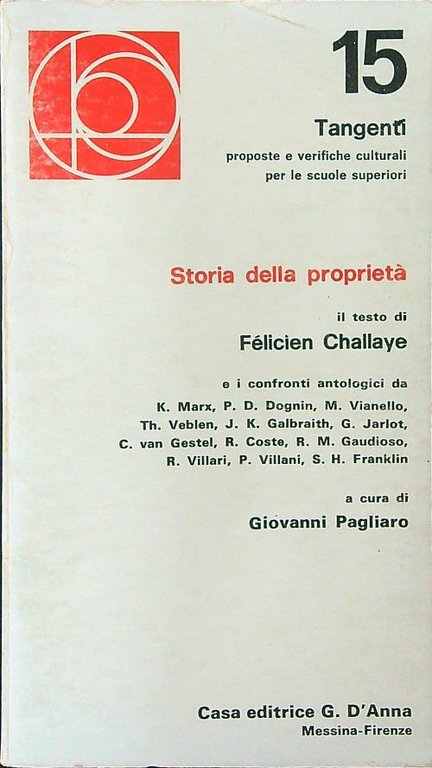 15
Tangenti
proposte e verifiche culturali
per le scuole superiori
Storia della proprietà
il testo di
Félicien Challaye
e i confronti antologici da
K. Marx, P. D. Dognin, M. Vianello,
Th. Veblen, J. K. Galbraith, G. Jarlot,
C. van Gestel, R. Coste, R. M. Gaudioso,
R. Villari, P. Villani, S. H. Franklin
a cura di
Giovanni Pagliaro
Casa editrice G. D'Anna
Messina-Firenze